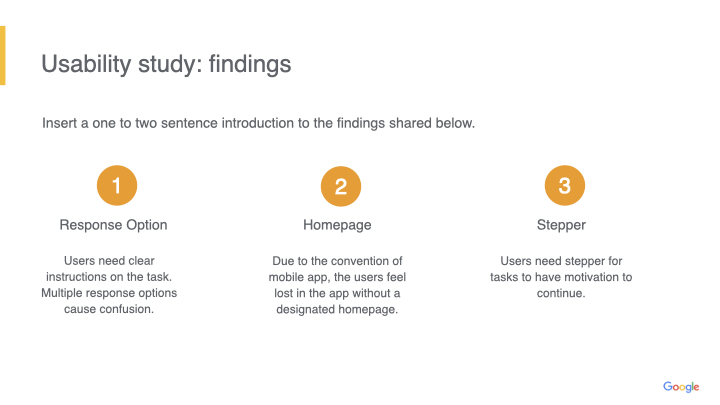 Usability study: findings
Insert a one to two sentence introduction to the findings shared below.
1
Response Option
Users need clear
instructions on the task.
Multiple response options
cause confusion.
2
Homepage
Due to the convention of
mobile app, the users feel
lost in the app without a
designated homepage.
3
Stepper
Users need stepper for
tasks to have motivation to
continue.
Google